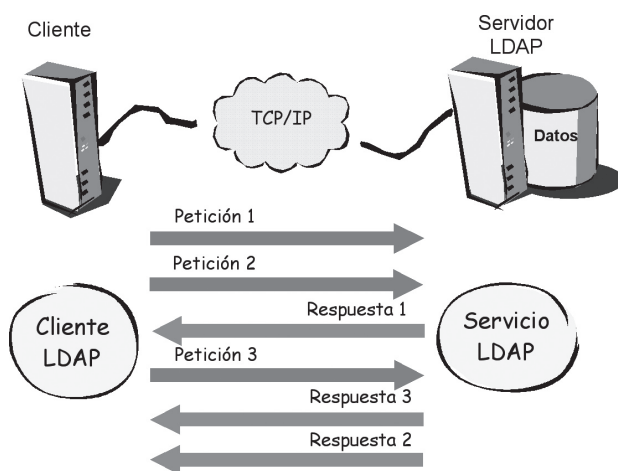 Cliente
Servidor
LDAP
TCP/IP
Datos
Petición 1
Petición 2
Respuesta 1
Cliente
LDAP
Servicio
LDAP
Petición 3
Respuesta 3
Respuesta 2